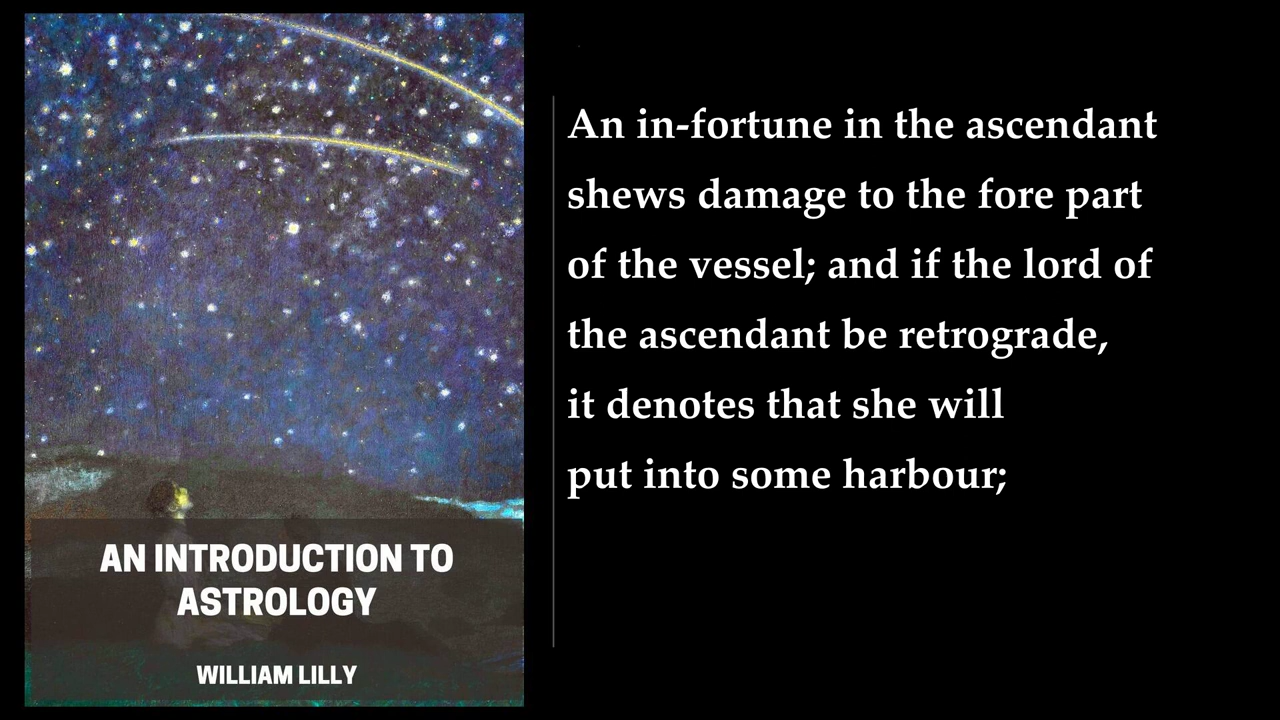 AN INTRODUCTION TO
ASTROLOGY
WILLIAM LILLY
An in-fortune in the ascendant
shews damage to the fore part
of the vessel; and if the lord of
the ascendant be retrograde,
it denotes that she will
put into some harbour;